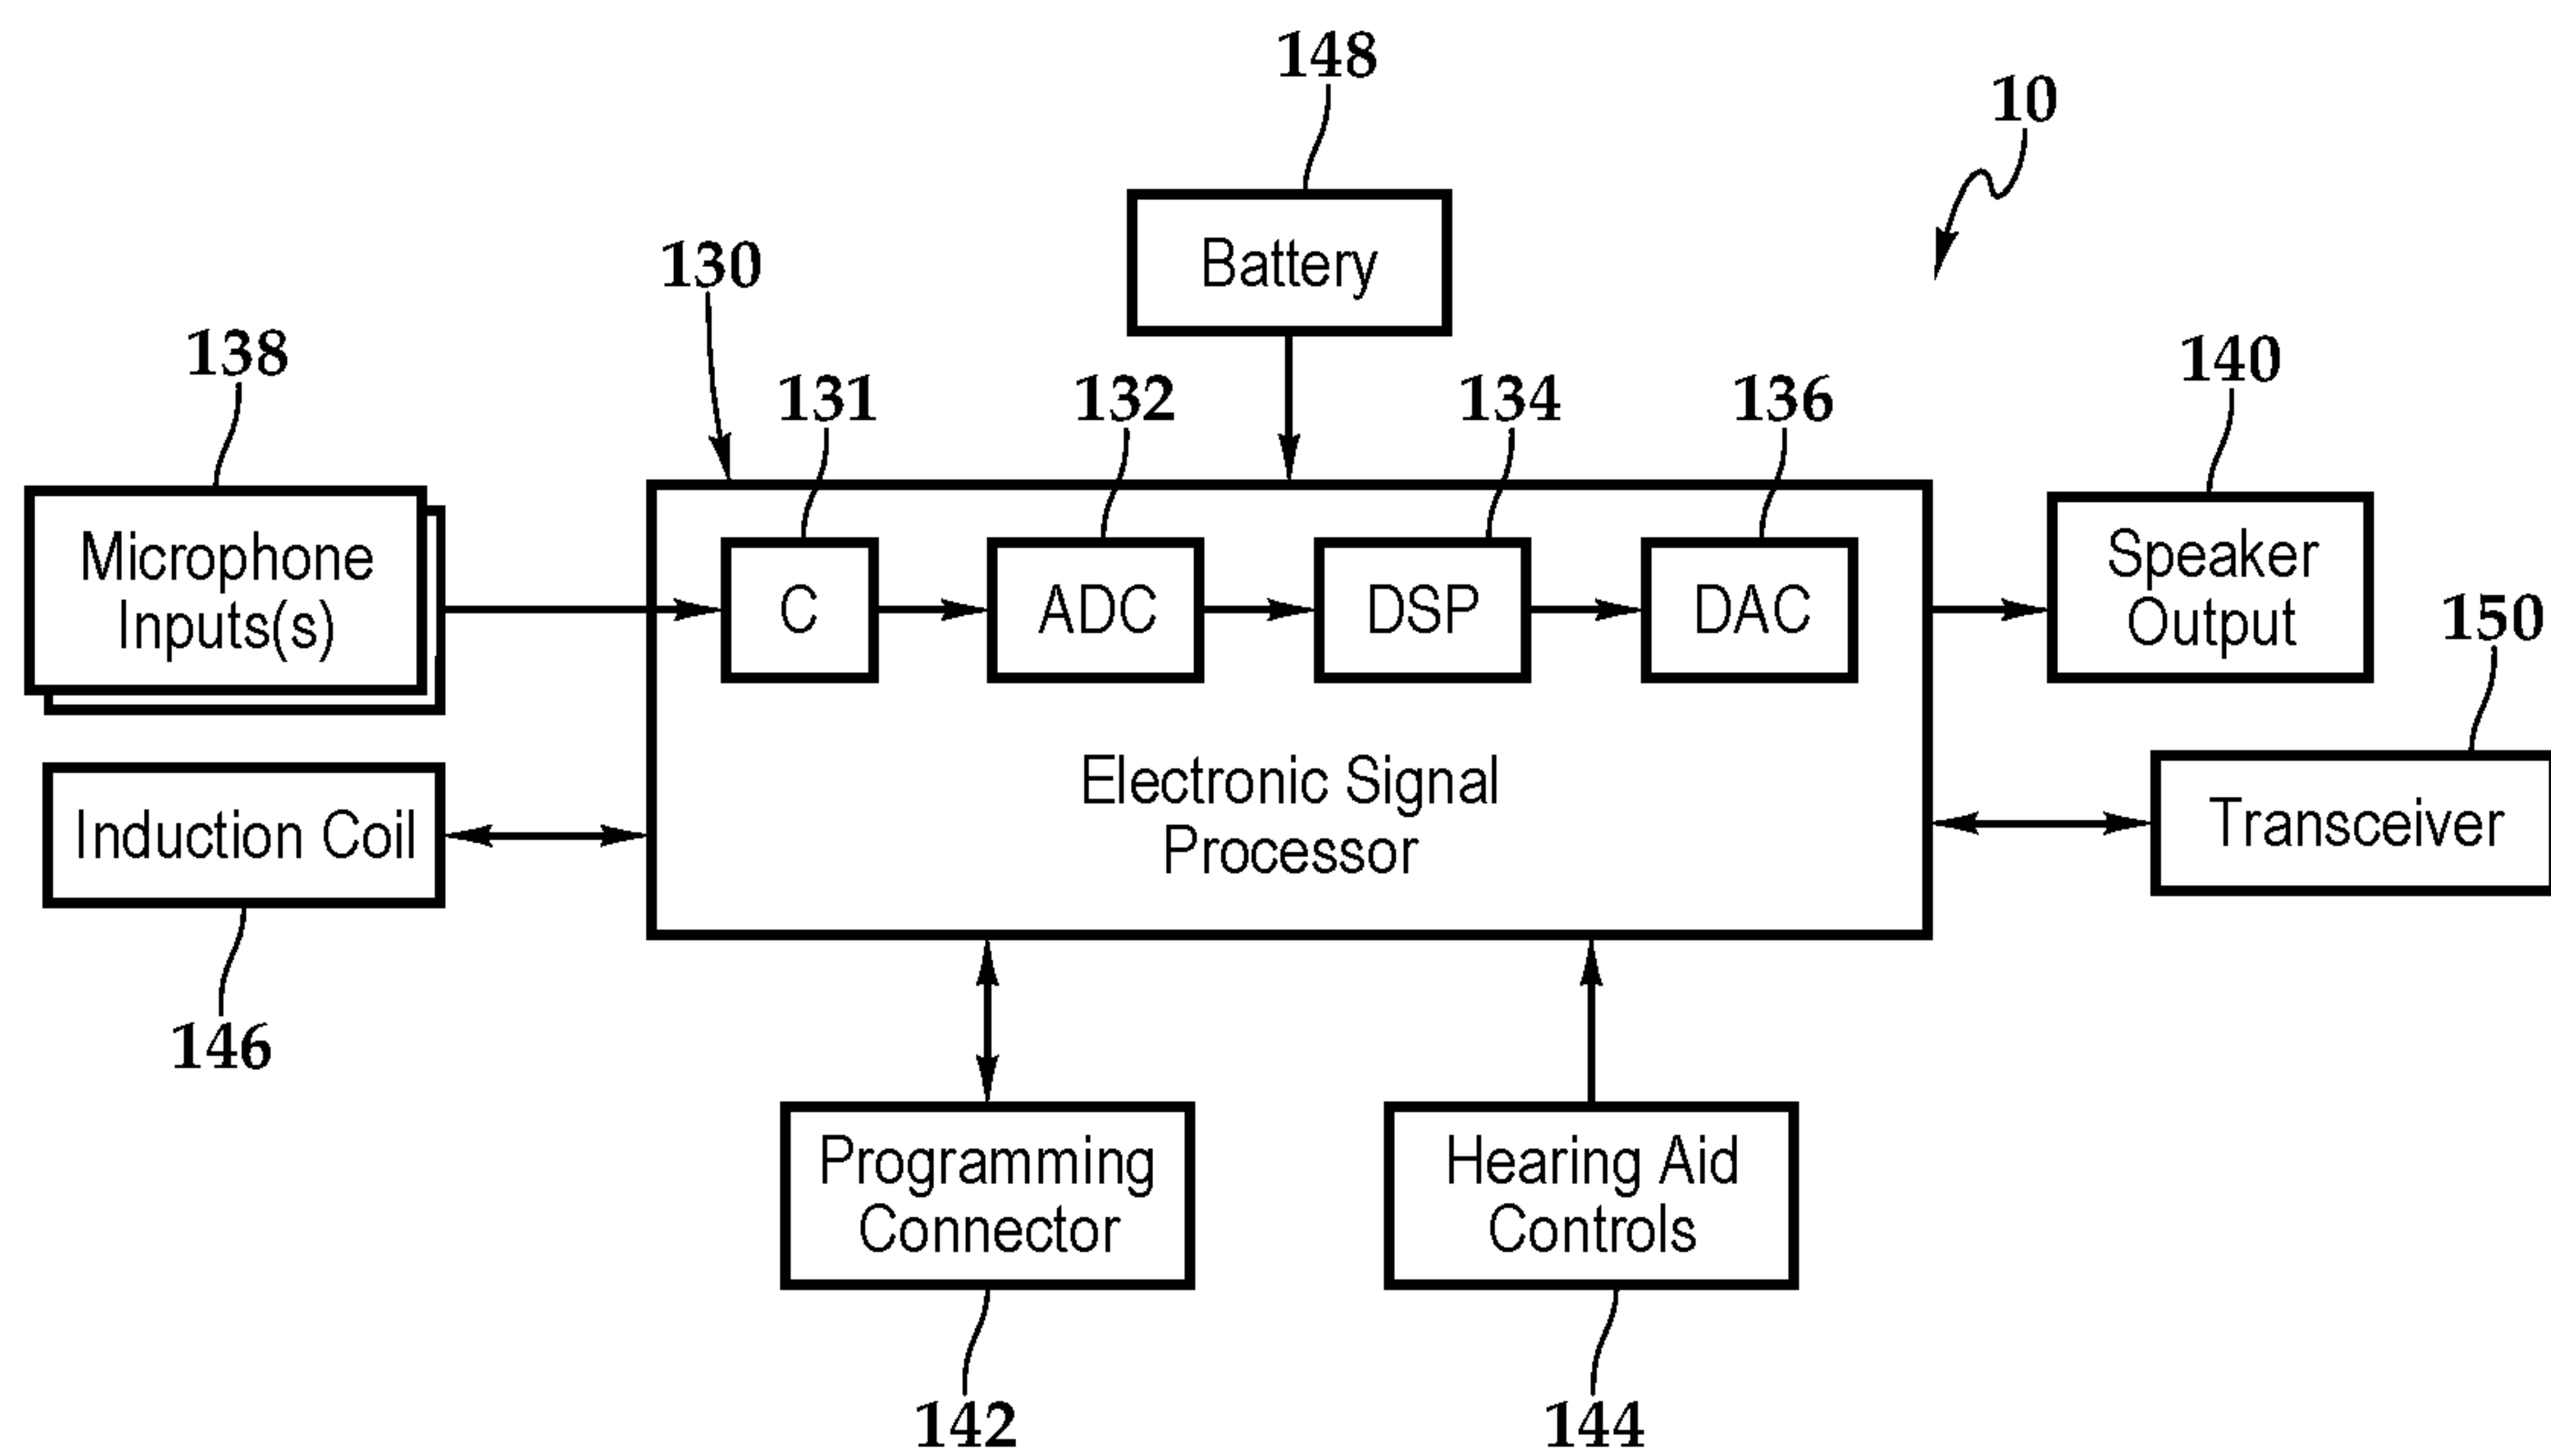 148
10
Battery
130
138
131
132
134
136
140
Microphone
Inputs(s)
C
ADC
DSP
DAC
Speaker
Output
150
Induction Coil
Electronic Signal
Processor
Transceiver
146
Programming
Connector
Hearing Aid
Controls
142
144